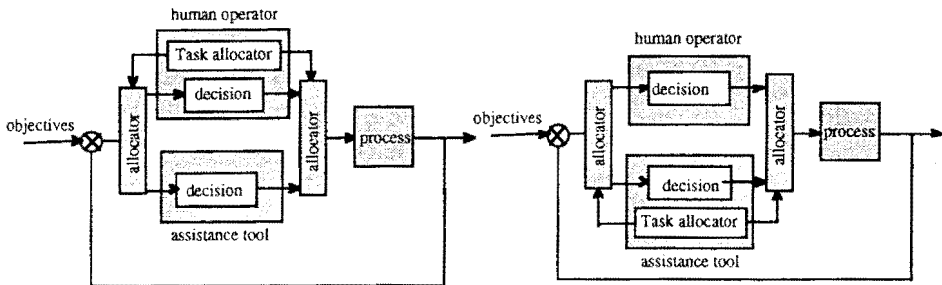 human operator
Task allocator
decision
objectives
allocator
allocator
process
decision
assistance tool
human operator
decision
objectives
allocator
allocator
process
decision
Task allocator
assistance tool